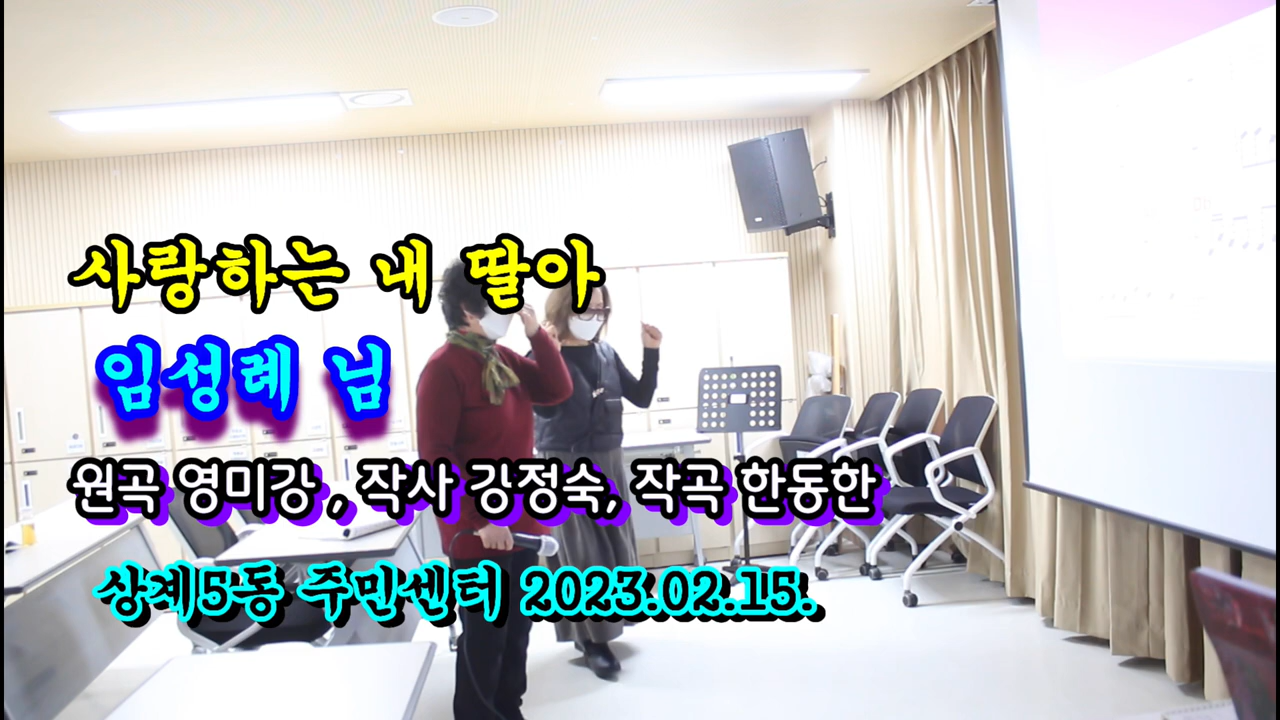 사랑하는 내 딸아
임성례 님
원곡 영미강 , 작사 강정숙, 작곡 한동한
상계5동 주민센터 2023.02.15.